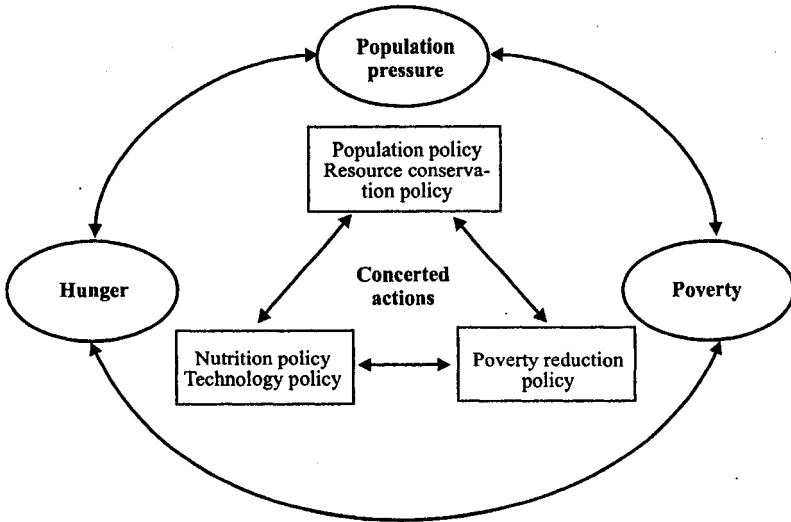 Population
pressure
Population policy
Resource conserva-
tion policy
Concerted
actions
Hunger
Poverty
Nutrition policy
Technology policy
Poverty reduction
policy